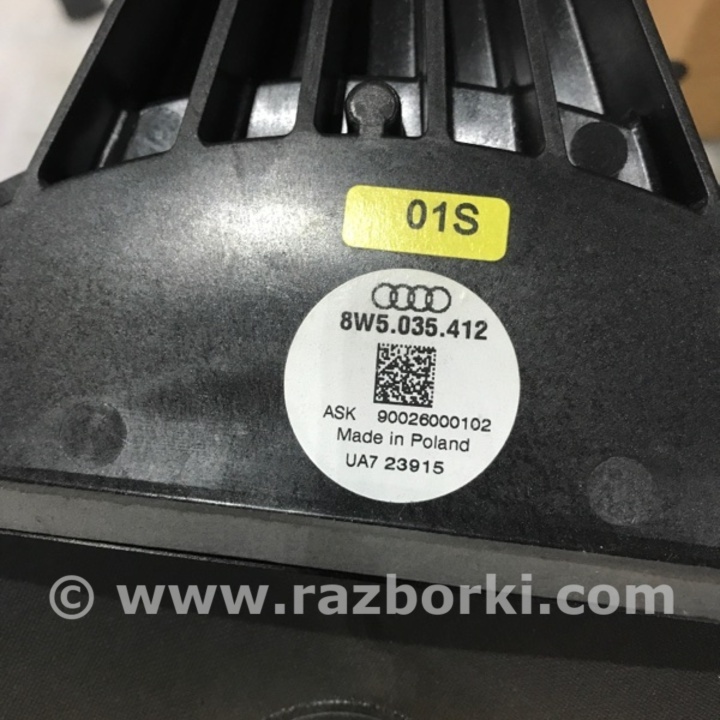 01S
8W5.035.412
ASK 90026000102
Made in Poland
UA7 23915
© www.razborki.com